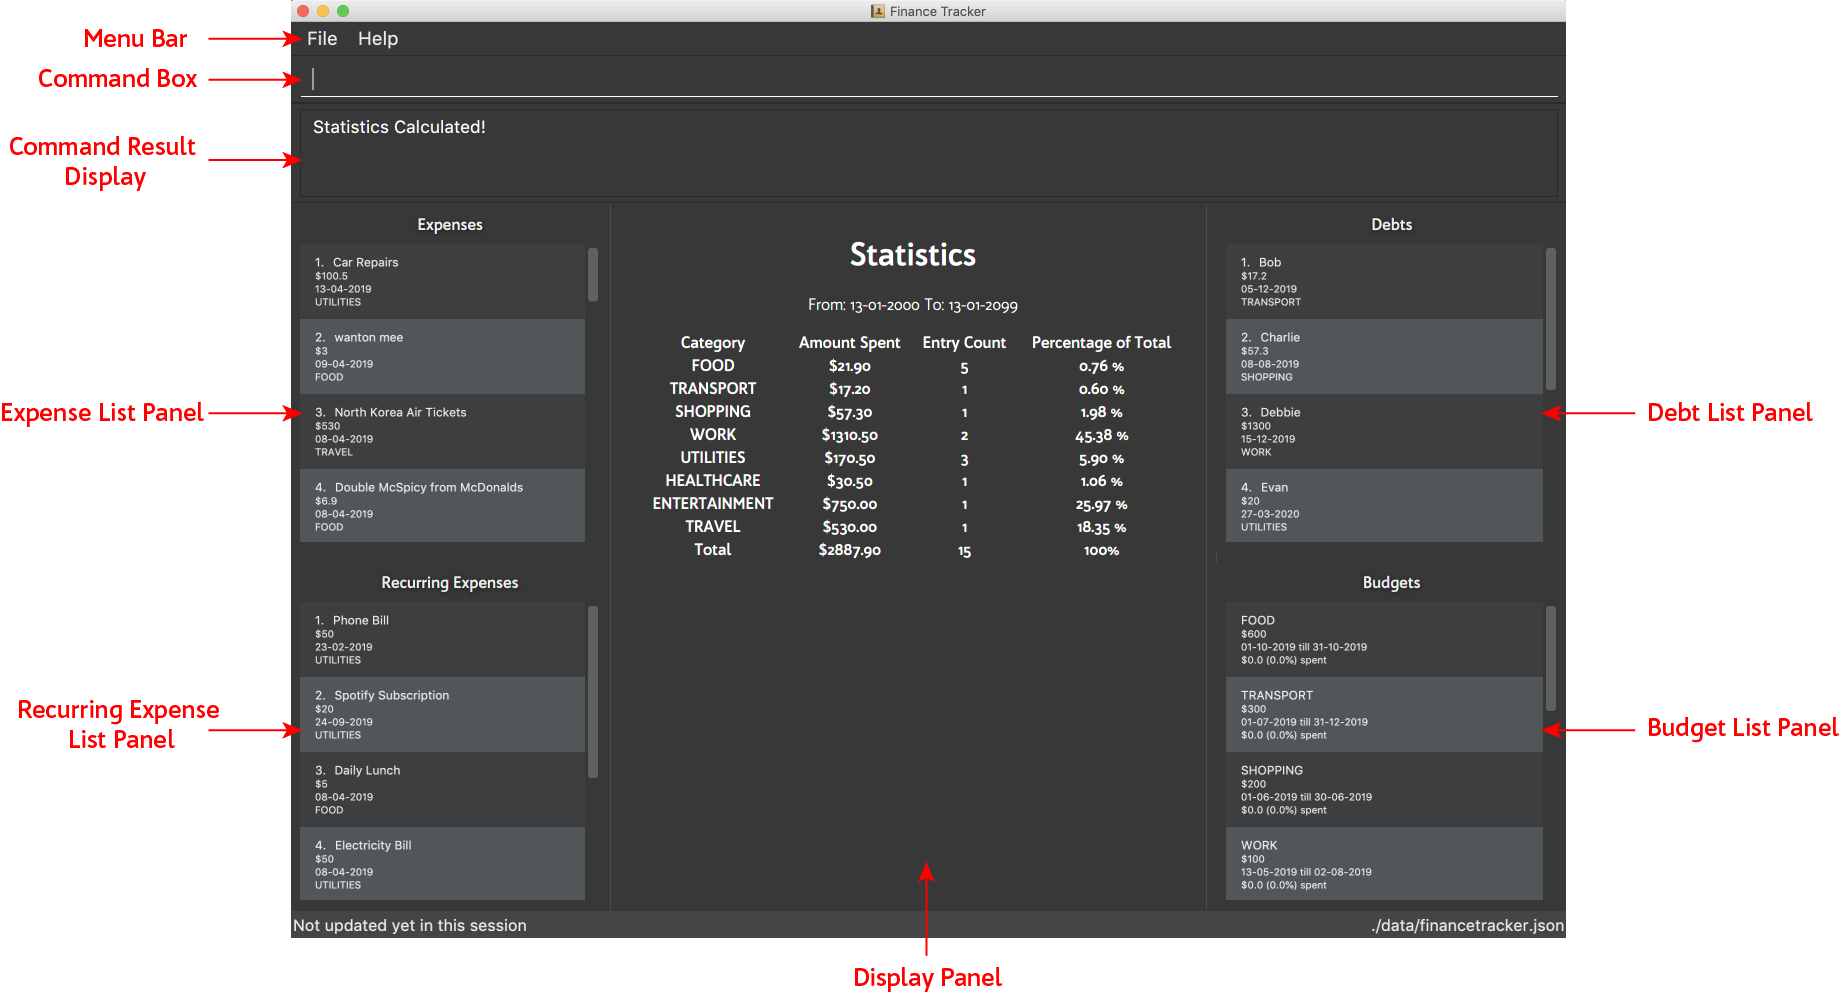 Finance Tracker
Menu Bar
File Help
Command Box
Statistics Calculated!
Command Result
Display
Expenses
1. Car Repairs
$100.5
13-04-2019
UTILITIES
2. wanton mee
$3
09-04-2019
FOOD
Expense List Panel
3. North Korea Air Tickets
$530
08-04-2019
TRAVEL
4. Double McSpicy from McDonalds
$6.9
08-04-2019
FOOD
Recurring Expenses
1. Phone Bill
$50
23-02-2019
UTILITIES
Recurring Expense
List Panel
2. Spotify Subscription
$20
24-09-2019
UTILITIES
3. Daily Lunch
$5
08-04-2019
FOOD
4. Electricity Bill
$50
08-04-2019
UTILITIES
Statistics
From: 13-01-2000 To: 13-01-2099
Category Amount Spent Entry Count Percentage of Total
FOOD $21.90 5 0.76 %
TRANSPORT $17.20 1 0.60 %
SHOPPING $57.30 1 1.98 %
WORK $1310.50 2 45.38 %
UTILITIES $170.50 3 5.90 %
HEALTHCARE $30.50 1 1.06 %
ENTERTAINMENT $750.00 1 25.97 %
TRAVEL $530.00 1 18.35 %
Total $2887.90 15 100%
Debts
1. Bob
$17.2
05-12-2019
TRANSPORT
2. Charlie
$57.3
08-08-2019
SHOPPING
3. Debbie
$1300
15-12-2019
WORK
Debt List Panel
4. Evan
$20
27-03-2020
UTILITIES
Budgets
FOOD
$600
01-10-2019 till 31-10-2019
$0.0 (0.0%) spent
TRANSPORT
$300
01-07-2019 till 31-12-2019
$0.0 (0.0%) spent
Budget List Panel
SHOPPING
$200
01-06-2019 till 30-06-2019
$0.0 (0.0%) spent
WORK
$100
13-05-2019 till 02-08-2019
$0.0 (0.0%) spent
Not updated yet in this session
./data/financetracker.json
Display Panel